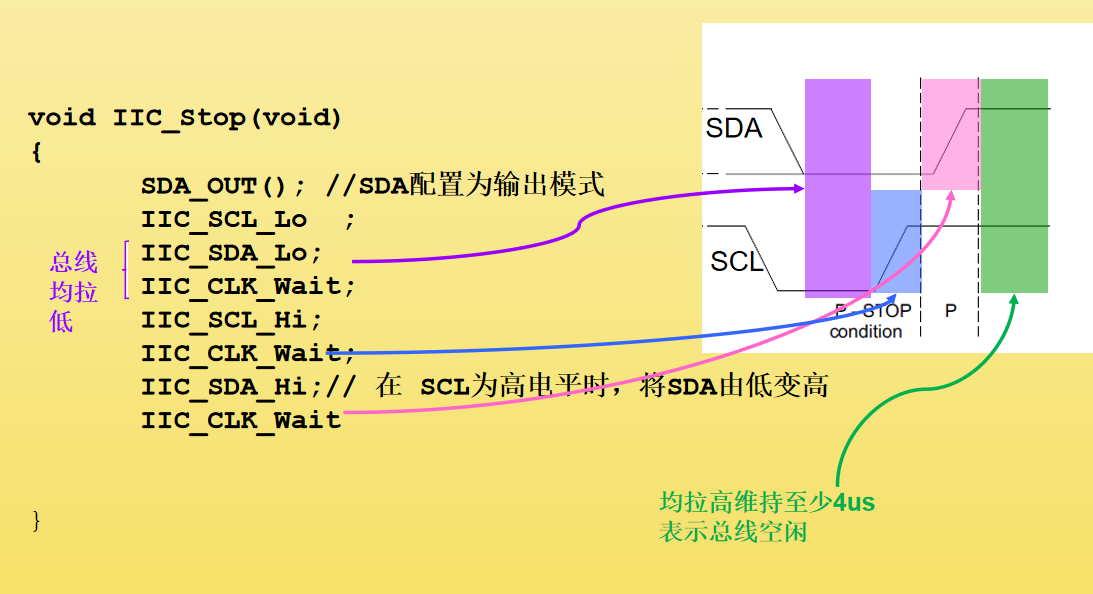 void IIC_Stop(void)
{
SDA_OUT(); //SDA配置为输出模式
IIC_SCL_Lo ;
IIC_SDA_Lo;
IIC_CLK_Wait;
IIC_SCL_Hi;
IIC_CLK_Wait;
IIC_SDA_Hi;// 在 SCL为高电平时，将SDA由低变高
IIC_CLK_Wait
}
总线
均拉
低
SDA
SCL
P - STOP
condition
P
均拉高维持至少4us
表示总线空闲